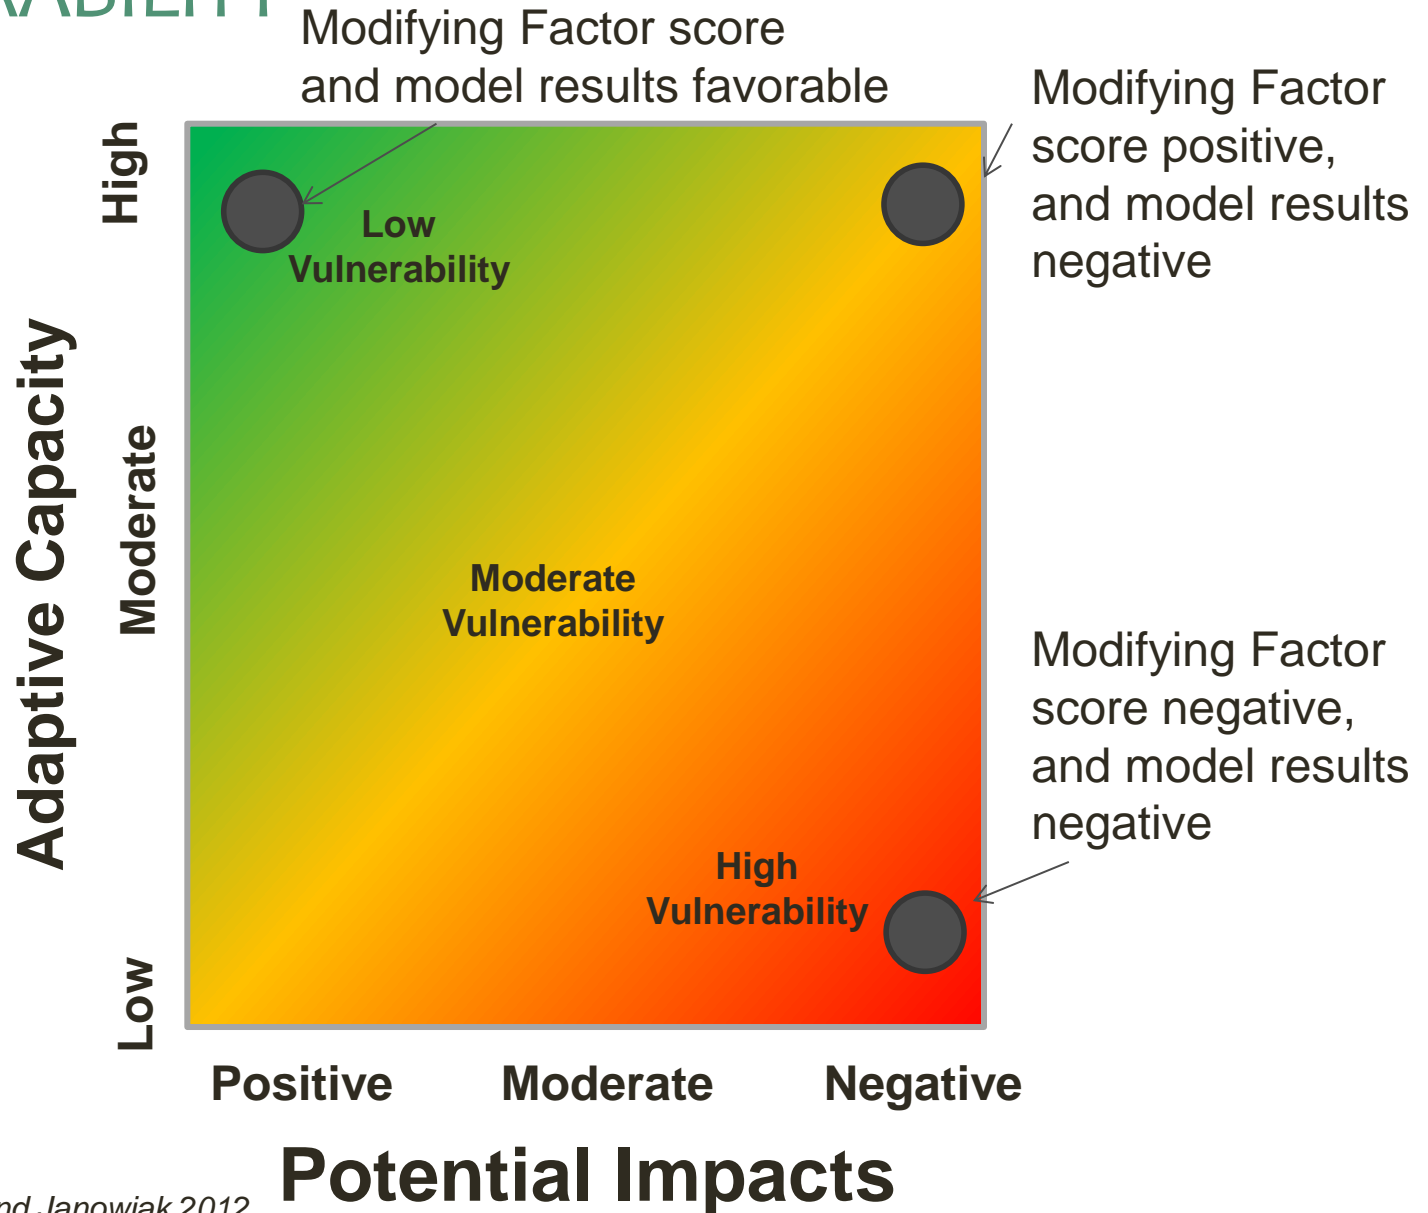 Modifying Factor score
and model results favorable
Modifying Factor
score positive,
and model results
negative
High
Low
Vulnerability
Adaptive Capacity
Moderate
Moderate
Vulnerability
Modifying Factor
score negative,
and model results
negative
High
Vulnerability
Low
Positive Moderate Negative
Potential Impacts
Janowiak 2012